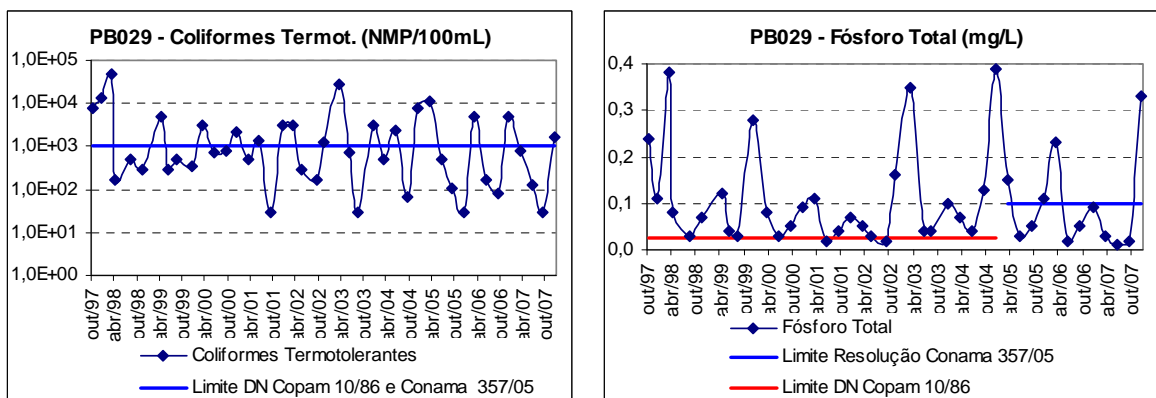 PB029 - Coliformes Termot. (NMP/100mL)
1,0E+05
1,0E+04
1,0E+03
1,0E+02
1,0E+01
1,0E+00
out/97
abr/98
out/98
abr/99
out/99
abr/00
out/00
abr/01
out/01
abr/02
out/02
abr/03
out/03
abr/04
out/04
abr/05
out/05
abr/06
out/06
abr/07
out/07
Coliformes Termotolerantes
Limite DN Copam 10/86 e Conama 357/05
PB029 - Fósforo Total (mg/L)
0,4
0,3
0,2
0,1
0,0
out/97
abr/98
out/98
abr/99
out/99
abr/00
out/00
abr/01
out/01
abr/02
out/02
abr/03
out/03
abr/04
out/04
abr/05
out/05
abr/06
out/06
abr/07
out/07
Fósforo Total
Limite Resolução Conama 357/05
Limite DN Copam 10/86